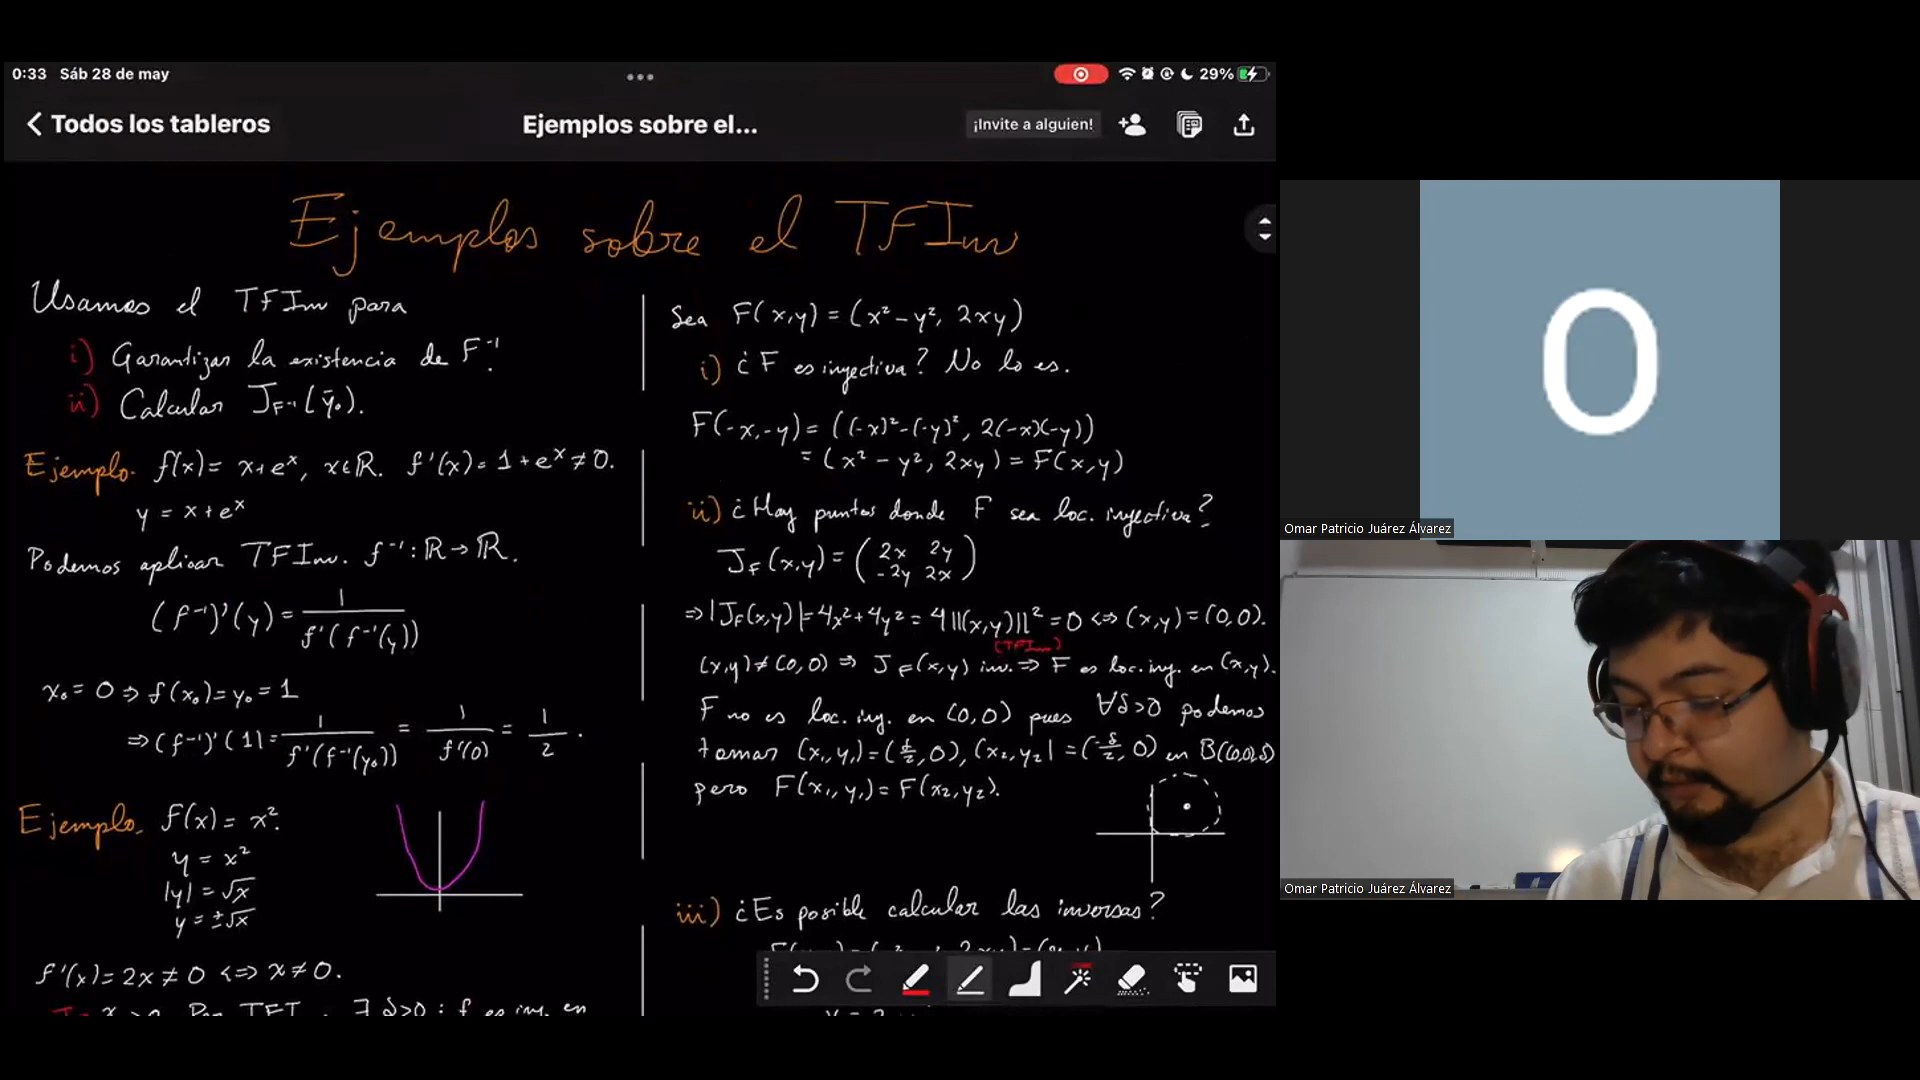 0:33 Sáb 28 de may
29%
Todos los tableros
Ejemplos sobre el...
¡Invite a alguien!
Ejemplos sobre el TFInv
Usamos el TFInv para
i) Garantizar la existencia de F⁻¹.
ii) Calcular J_F⁻¹(ȳ₀).
Ejemplo. f(x) = x+eˣ, x∈ℝ. f'(x) = 1+eˣ ≠ 0.
y = x+eˣ
Podemos aplicar TFInv. f⁻¹: ℝ→ℝ.
(f⁻¹)'(y) = 1/f'(f⁻¹(y))
x₀ = 0 ⇒ f(x₀) = y₀ = 1
⇒ (f⁻¹)'(1) = 1/f'(f⁻¹(y₀)) = 1/f'(0) = 1/2.
Ejemplo. f(x) = x².
y = x²
|y| = √x
y = ±√x
f'(x) = 2x ≠ 0 ⇔ x ≠ 0.
Sea F(x,y) = (x²-y², 2xy)
i) ¿F es inyectiva? No lo es.
F(-x,-y) = ((-x)²-(-y)², 2(-x)(-y))
= (x²-y², 2xy) = F(x,y)
ii) ¿Hay puntos donde F sea loc. inyectiva?
J_F(x,y) = (2x 2y
-2y 2x)
⇒ |J_F(x,y)| = 4x²+4y² = 4||(x,y)||² = 0 ⇔ (x,y) = (0,0).
(TFInv)
(x,y) ≠ (0,0) ⇒ J_F(x,y) inv. ⇒ F es loc. iny. en (x,y).
F no es loc. iny. en (0,0) pues ∀δ>0 podemos
tomar (x₁,y₁) = (δ/2, 0), (x₂,y₂) = (-δ/2, 0) en B((0,0),δ)
pero F(x₁,y₁) = F(x₂,y₂).
iii) ¿Es posible calcular las inversas?
O
Omar Patricio Juárez Álvarez
Omar Patricio Juárez Álvarez